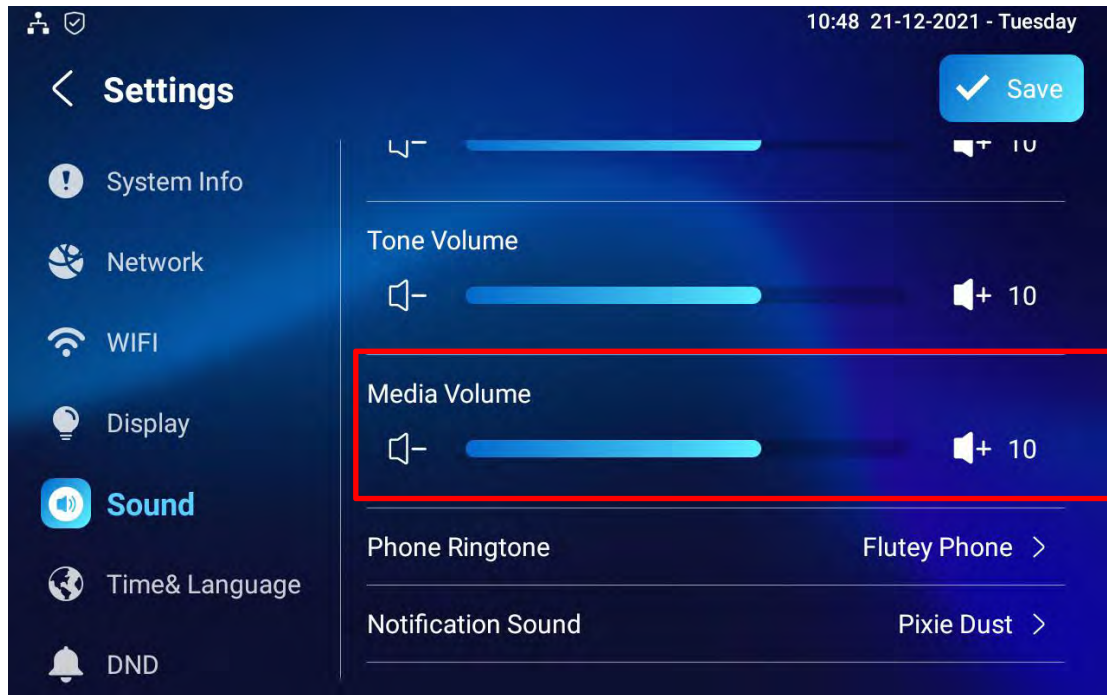 10:48 21-12-2021 - Tuesday
Settings
Save
10
System Info
Tone Volume
Network
10
WIFI
Media Volume
Display
10
Sound
Phone Ringtone
Flutey Phone
Time& Language
Notification Sound
Pixie Dust
DND